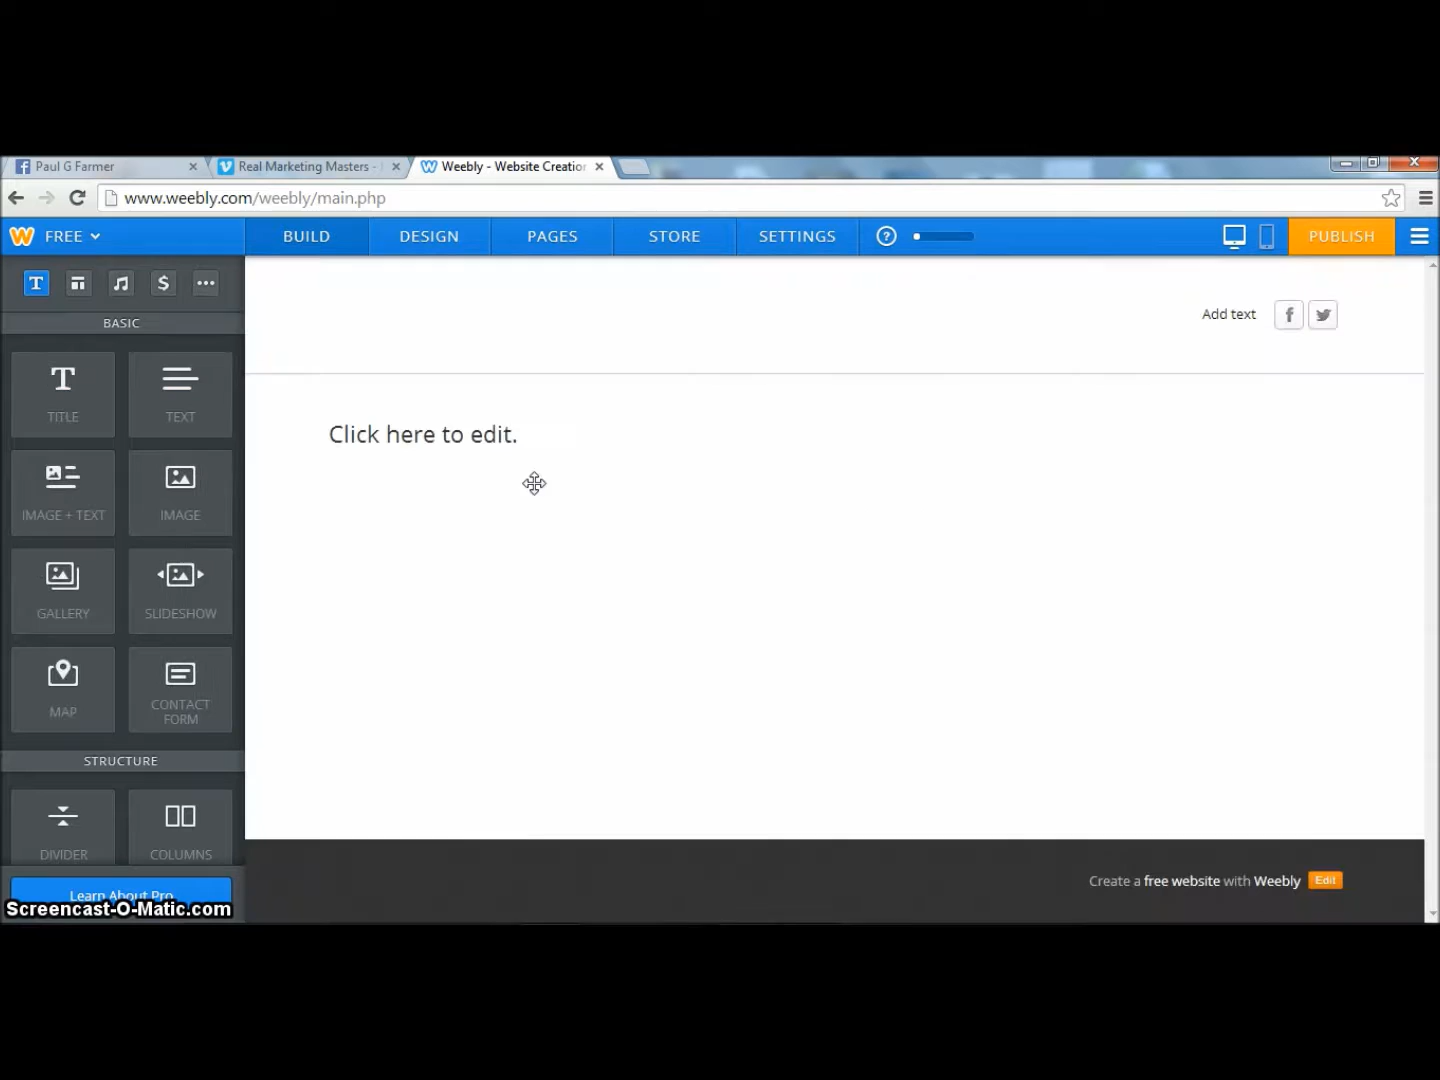 Paul G Farmer
Real Marketing Masters -
Weebly - Website Creation
www.weebly.com/weebly/main.php
FREE
BUILD
DESIGN
PAGES
STORE
SETTINGS
PUBLISH
BASIC
Add text
TITLE
TEXT
Click here to edit.
IMAGE + TEXT
IMAGE
GALLERY
SLIDESHOW
MAP
CONTACT
FORM
STRUCTURE
DIVIDER
COLUMNS
Learn About Pro
Create a free website with Weebly
Edit
Screencast-O-Matic.com